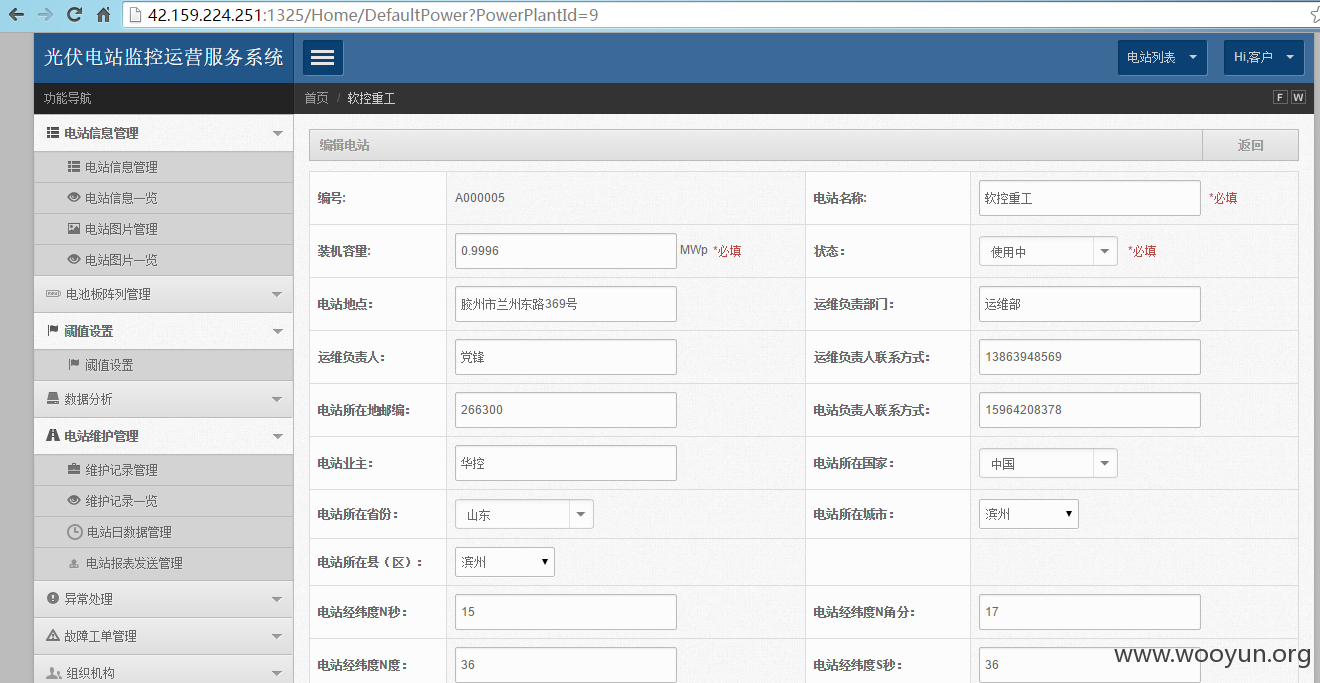 42.159.224.251:1325/Home/DefaultPower?PowerPlantId=9
光伏电站监控运营服务系统
电站列表
Hi,客户
功能导航
首页 / 软控重工
F W
电站信息管理
电站信息管理
电站信息一览
电站图片管理
电站图片一览
电池板阵列管理
阈值设置
阈值设置
数据分析
电站维护管理
维护记录管理
维护记录一览
电站日数据管理
电站报表发送管理
异常处理
故障工单管理
组织机构
编辑电站 返回
编号: A000005 电站名称: 软控重工 *必填
装机容量: 0.9996 MWp *必填 状态： 使用中 *必填
电站地点： 胶州市兰州东路369号 运维负责部门： 运维部
运维负责人： 党锋 运维负责人联系方式： 13863948569
电站所在地邮编： 266300 电站负责人联系方式： 15964208378
电站业主： 华控 电站所在国家： 中国
电站所在省份： 山东 电站所在城市： 滨州
电站所在县（区）： 滨州
电站经纬度N秒： 15 电站经纬度N角分： 17
电站经纬度N度： 36 电站经纬度S秒： 36
www.wooyun.org